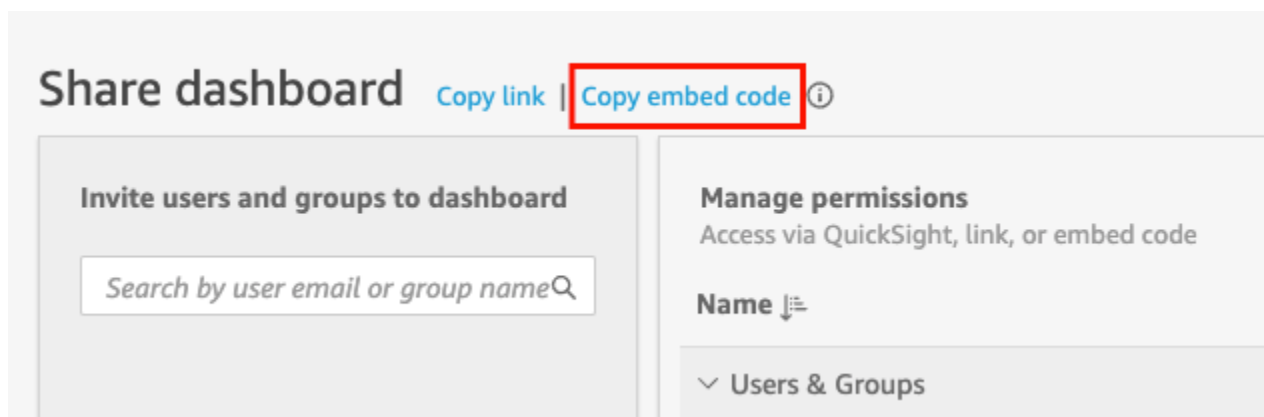 Share dashboard Copy link | Copy embed code
Invite users and groups to dashboard
Search by user email or group name
Manage permissions
Access via QuickSight, link, or embed code
Name
Users & Groups